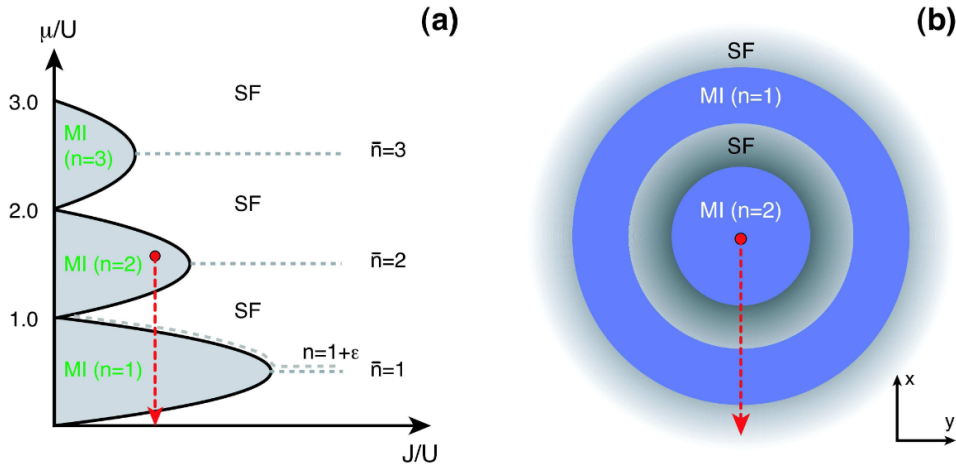 μ/U
(a)
3.0
SF
MI
(n=3)
n̄=3
2.0
SF
MI (n=2)
n̄=2
1.0
SF
n=1+ε
MI (n=1)
n̄=1
J/U
(b)
SF
MI (n=1)
SF
MI (n=2)
x
y